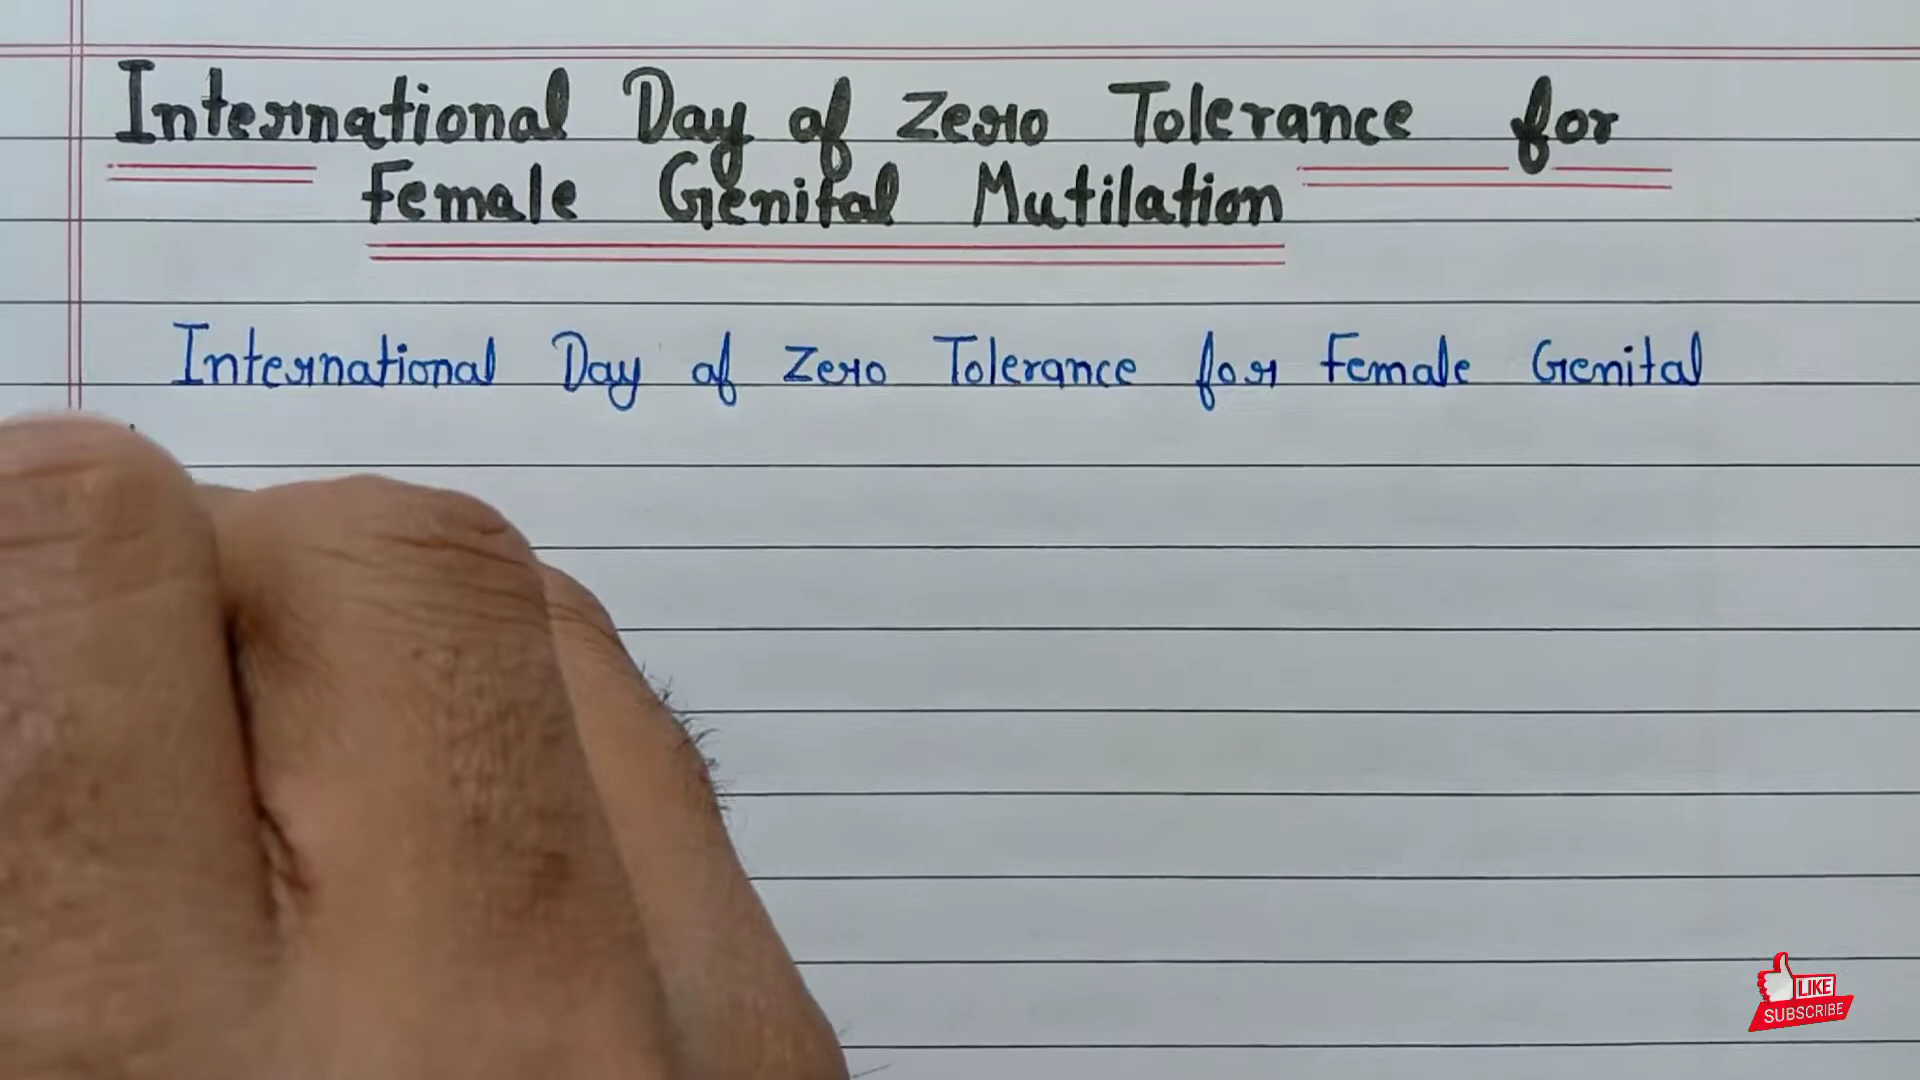 International Day of Zero Tolerance for
Female Genital Mutilation
International Day of Zero Tolerance for Female Genital
LIKE
SUBSCRIBE